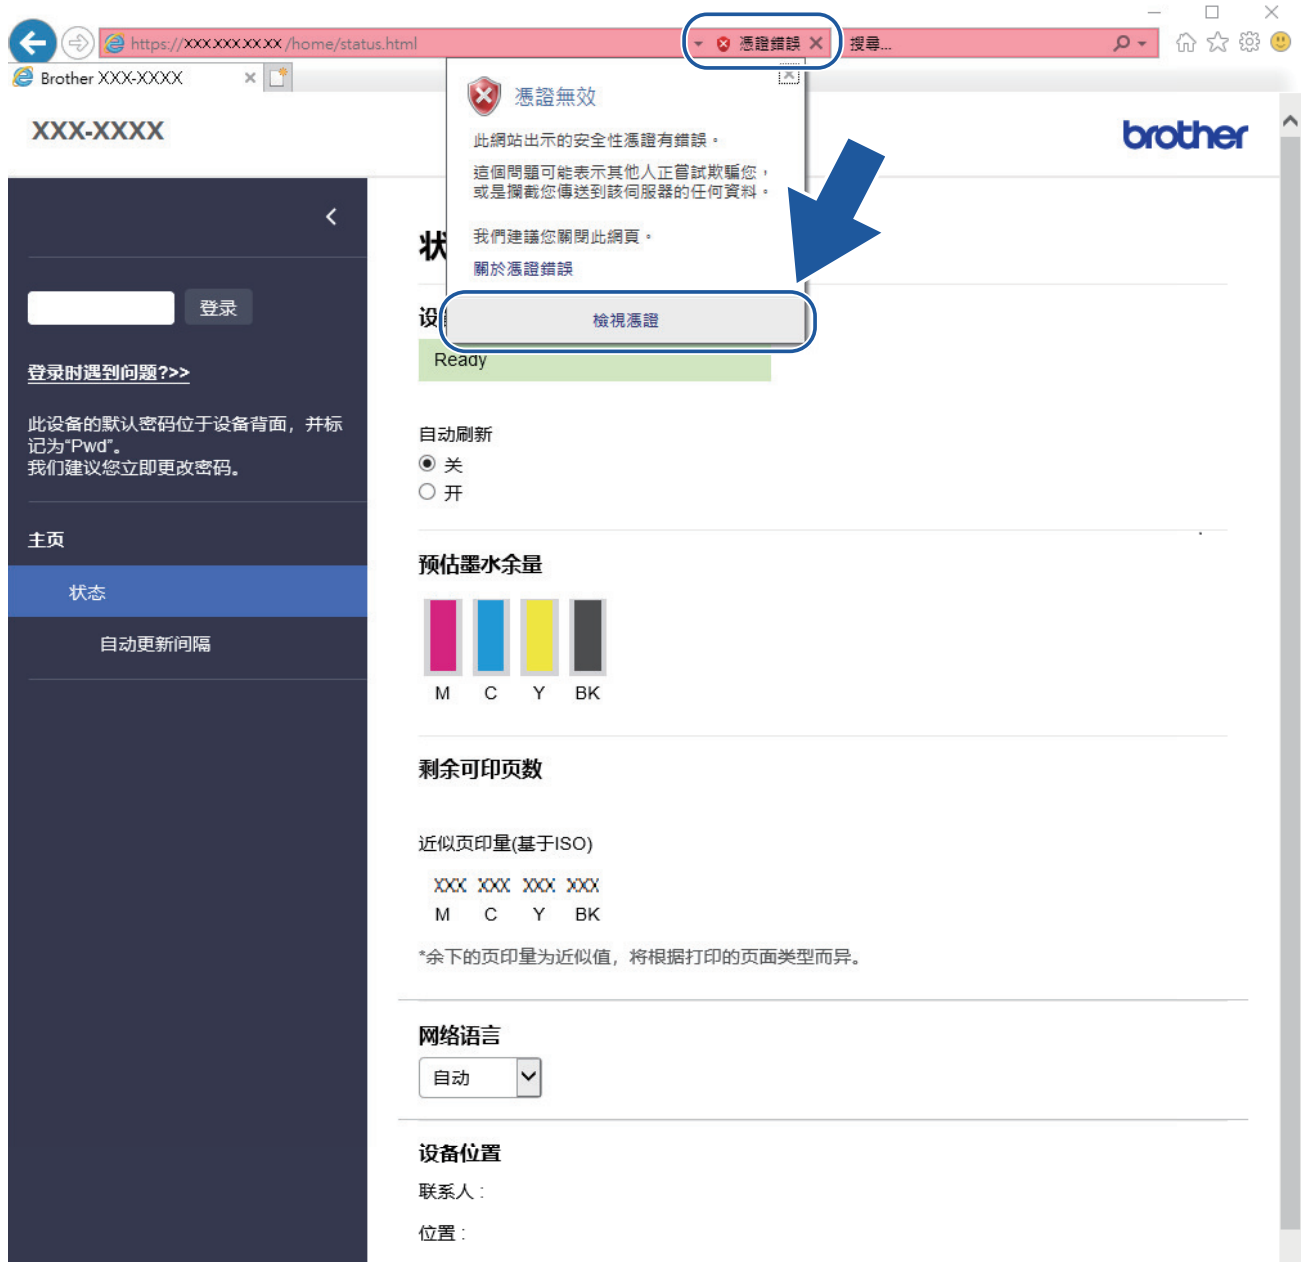 https://xxx.xxx.xxx.xx/home/status.html
憑證錯誤
搜尋...
Brother XXX-XXXX
憑證無效
XXX-XXXX
brother
此網站出示的安全性憑證有錯誤。
這個問題可能表示其他人正嘗試欺騙您，
或是攔截您傳送到該伺服器的任何資料。
我們建議您關閉此網頁。
關於憑證錯誤
檢視憑證
状
设
登录
Ready
登录时遇到问题?>>
此设备的默认密码位于设备背面，并标
记为“Pwd”。
我们建议您立即更改密码。
自动刷新
关
开
主页
状态
自动更新间隔
预估墨水余量
M C Y BK
剩余可印页数
近似页印量(基于ISO)
XXX XXX XXX XXX
M C Y BK
*余下的页印量为近似值，将根据打印的页面类型而异。
网络语言
自动
设备位置
联系人 :
位置 :